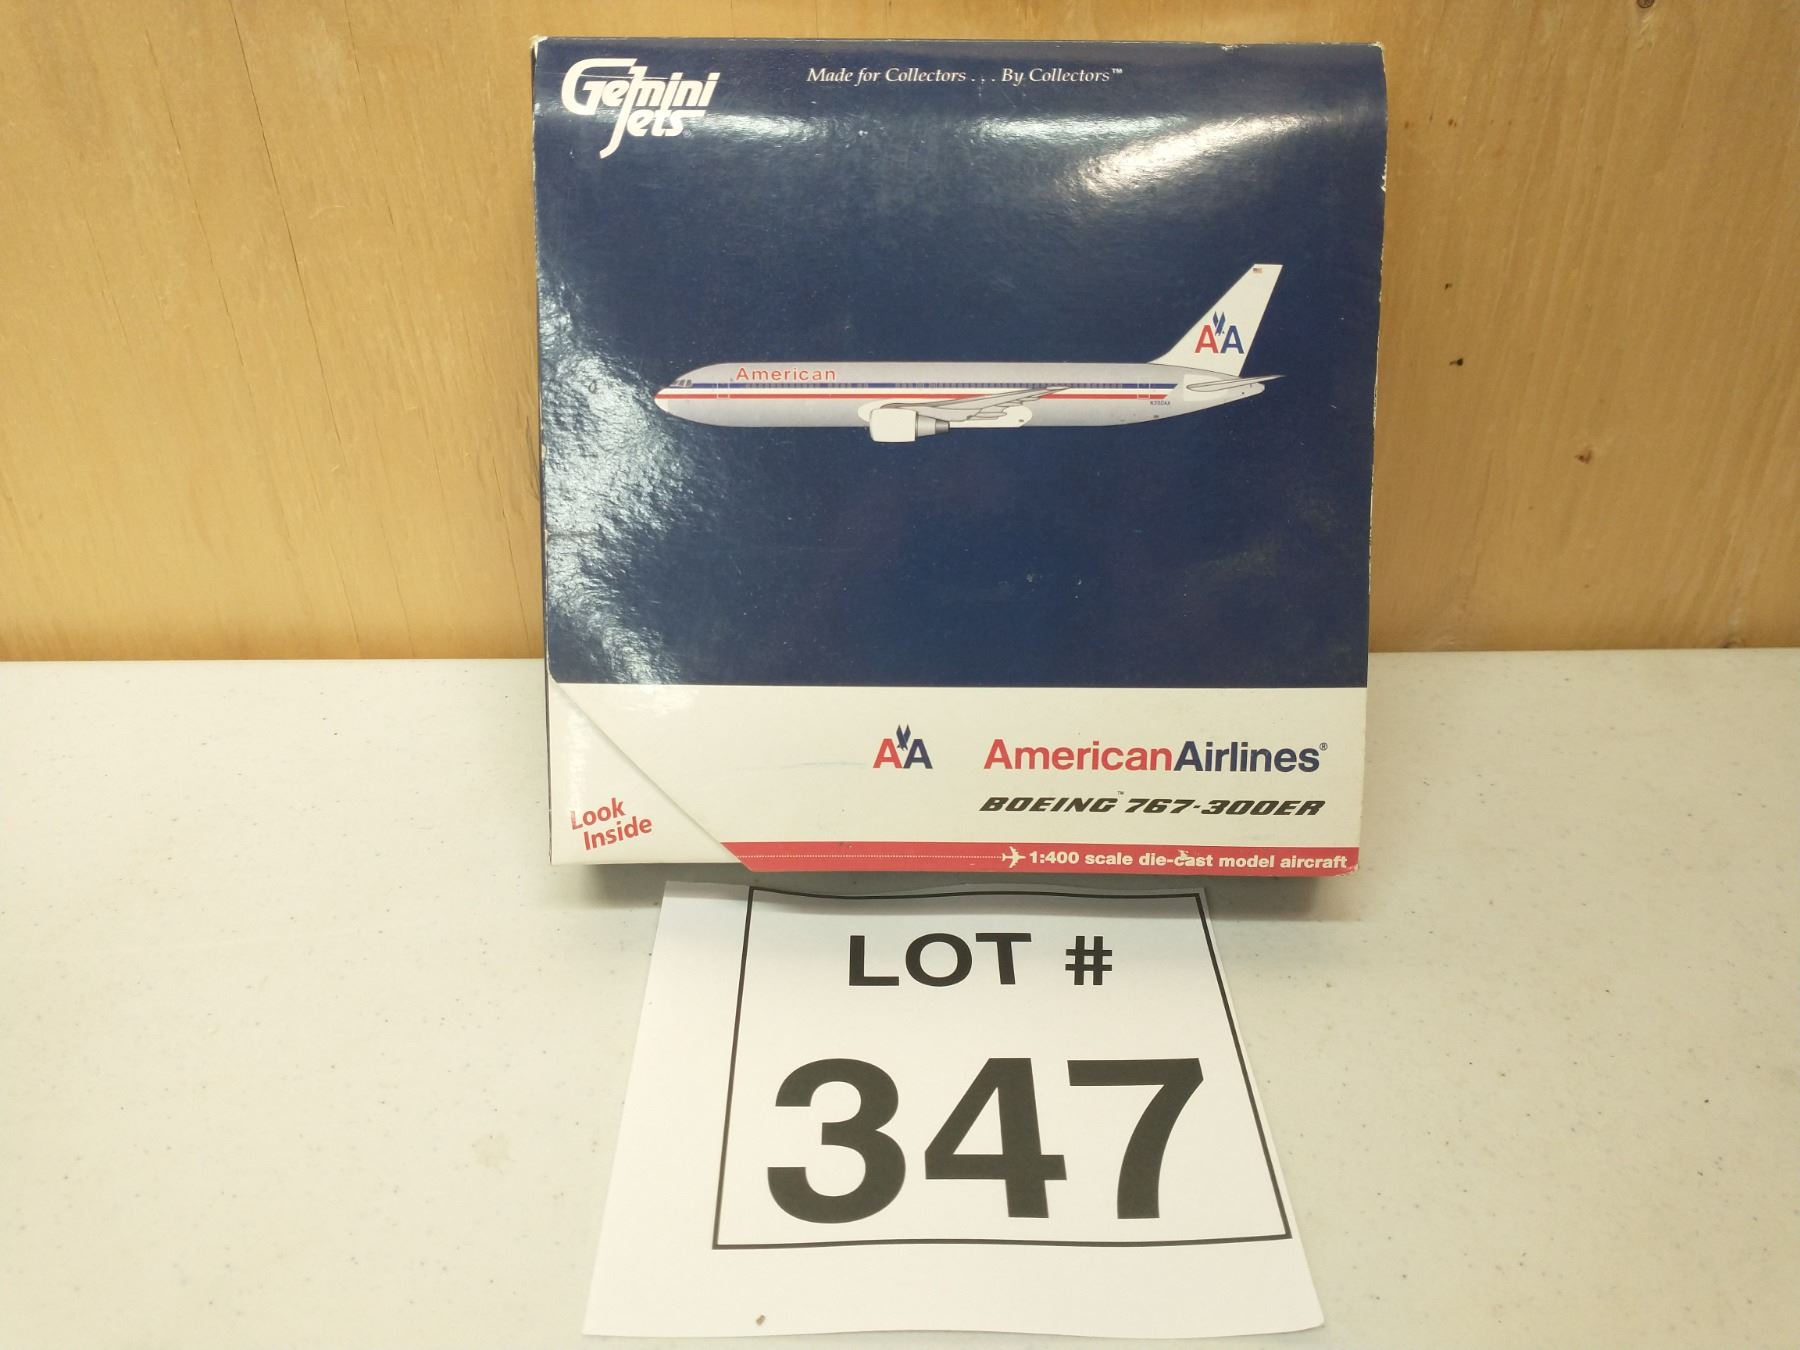 Gemini
Jets®
Made for Collectors . . . By Collectors™
American
AA
AA
AmericanAirlines®
BOEING™ 767-300ER
Look
Inside
1:400 scale die-cast model aircraft
LOT #
347